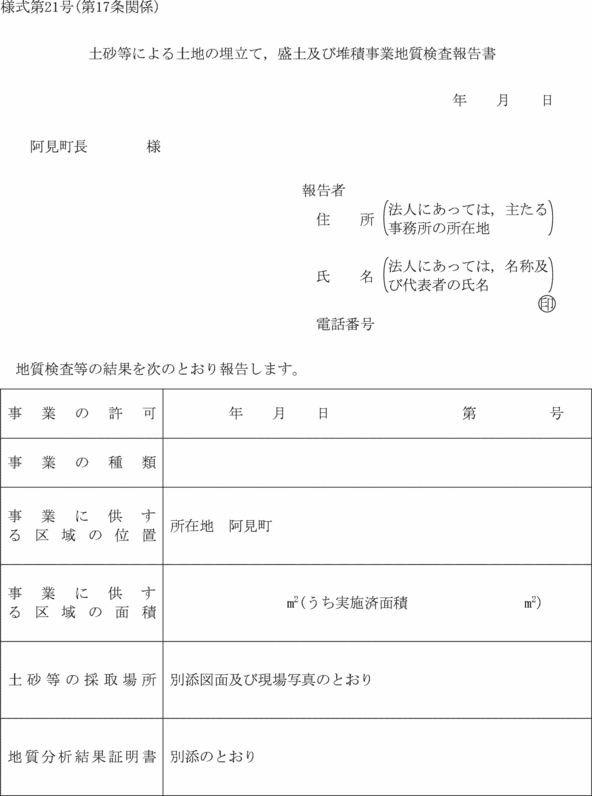 様式第21号(第17条関係)
土砂等による土地の埋立て，盛土及び堆積事業地質検査報告書
年　　月　　日
阿見町長　　　　様
報告者
住　　所 (法人にあっては，主たる
事務所の所在地)
氏　　名 (法人にあっては，名称及
び代表者の氏名)
㊞
電話番号
地質検査等の結果を次のとおり報告します。
事業の許可　　　　年　　月　　日　　　　　　　　　第　　　　　号
事業の種類
事業に供す
る区域の位置　所在地　阿見町
事業に供す
る区域の面積　　　　　　　　m²(うち実施済面積　　　　　　　　m²)
土砂等の採取場所　別添図面及び現場写真のとおり
地質分析結果証明書　別添のとおり